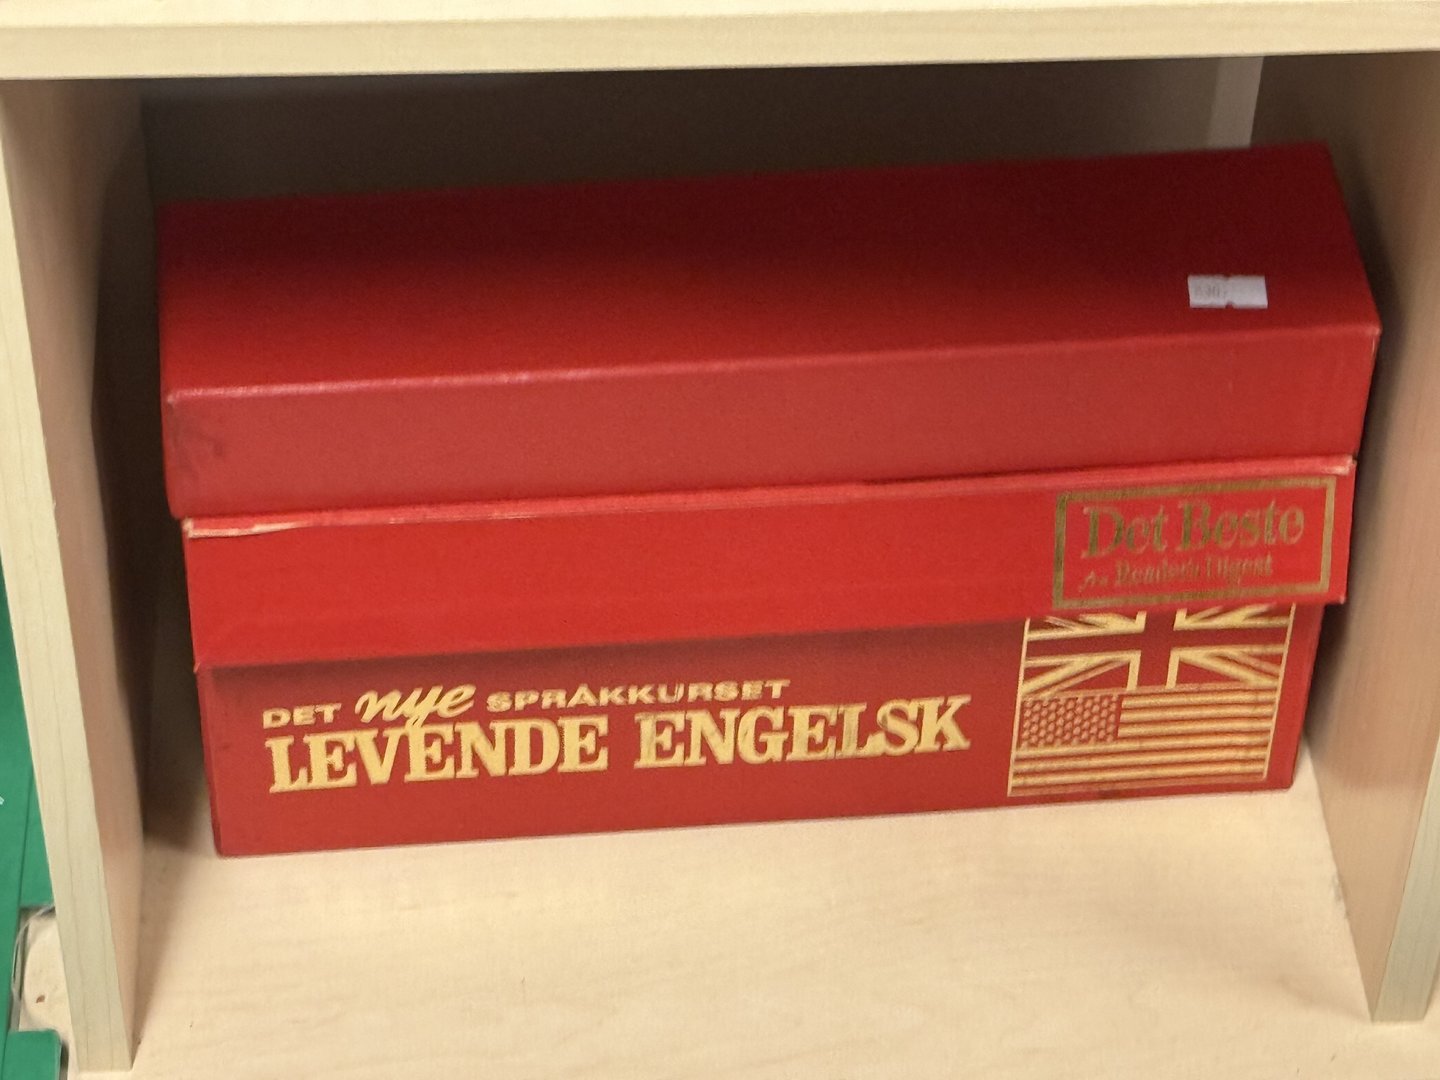 Det Beste
fra Reader's Digest
DET nye SPRÅKKURSET
LEVENDE ENGELSK